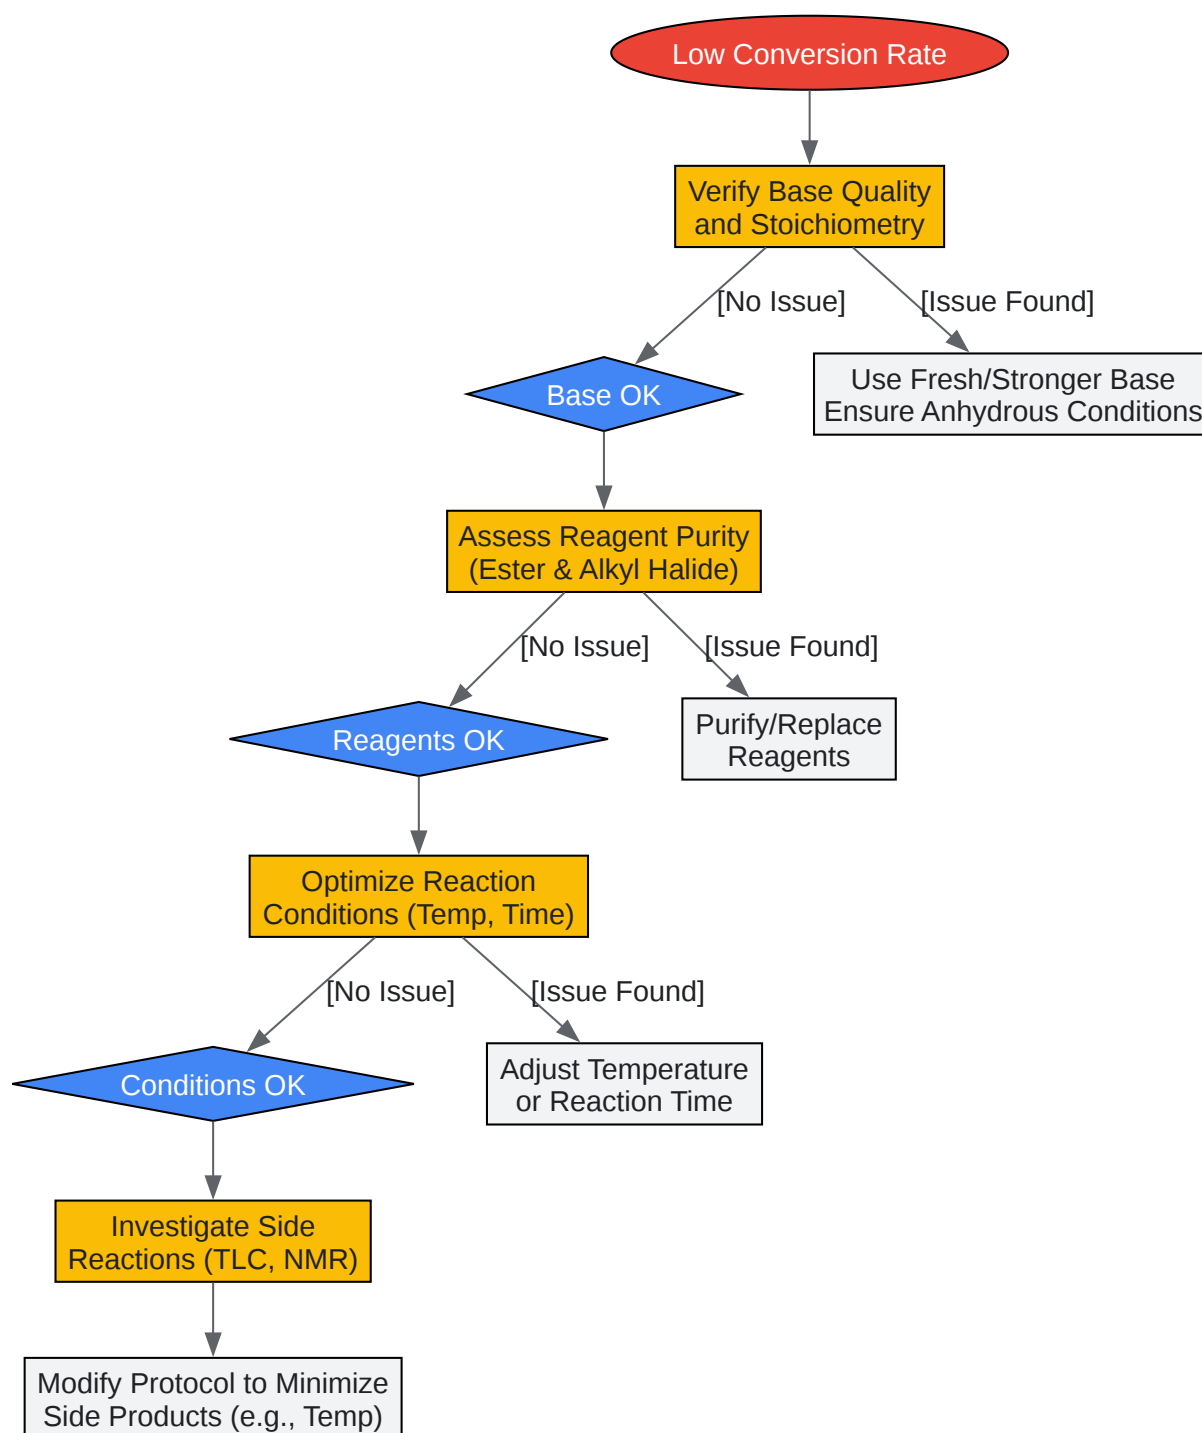 Low Conversion Rate
Verify Base Quality
and Stoichiometry
[No Issue]
[Issue Found]
Base OK
Use Fresh/Stronger Base
Ensure Anhydrous Conditions
Assess Reagent Purity
(Ester & Alkyl Halide)
[No Issue]
[Issue Found]
Reagents OK
Purify/Replace
Reagents
Optimize Reaction
Conditions (Temp, Time)
[No Issue]
[Issue Found]
Conditions OK
Adjust Temperature
or Reaction Time
Investigate Side
Reactions (TLC, NMR)
Modify Protocol to Minimize
Side Products (e.g., Temp)